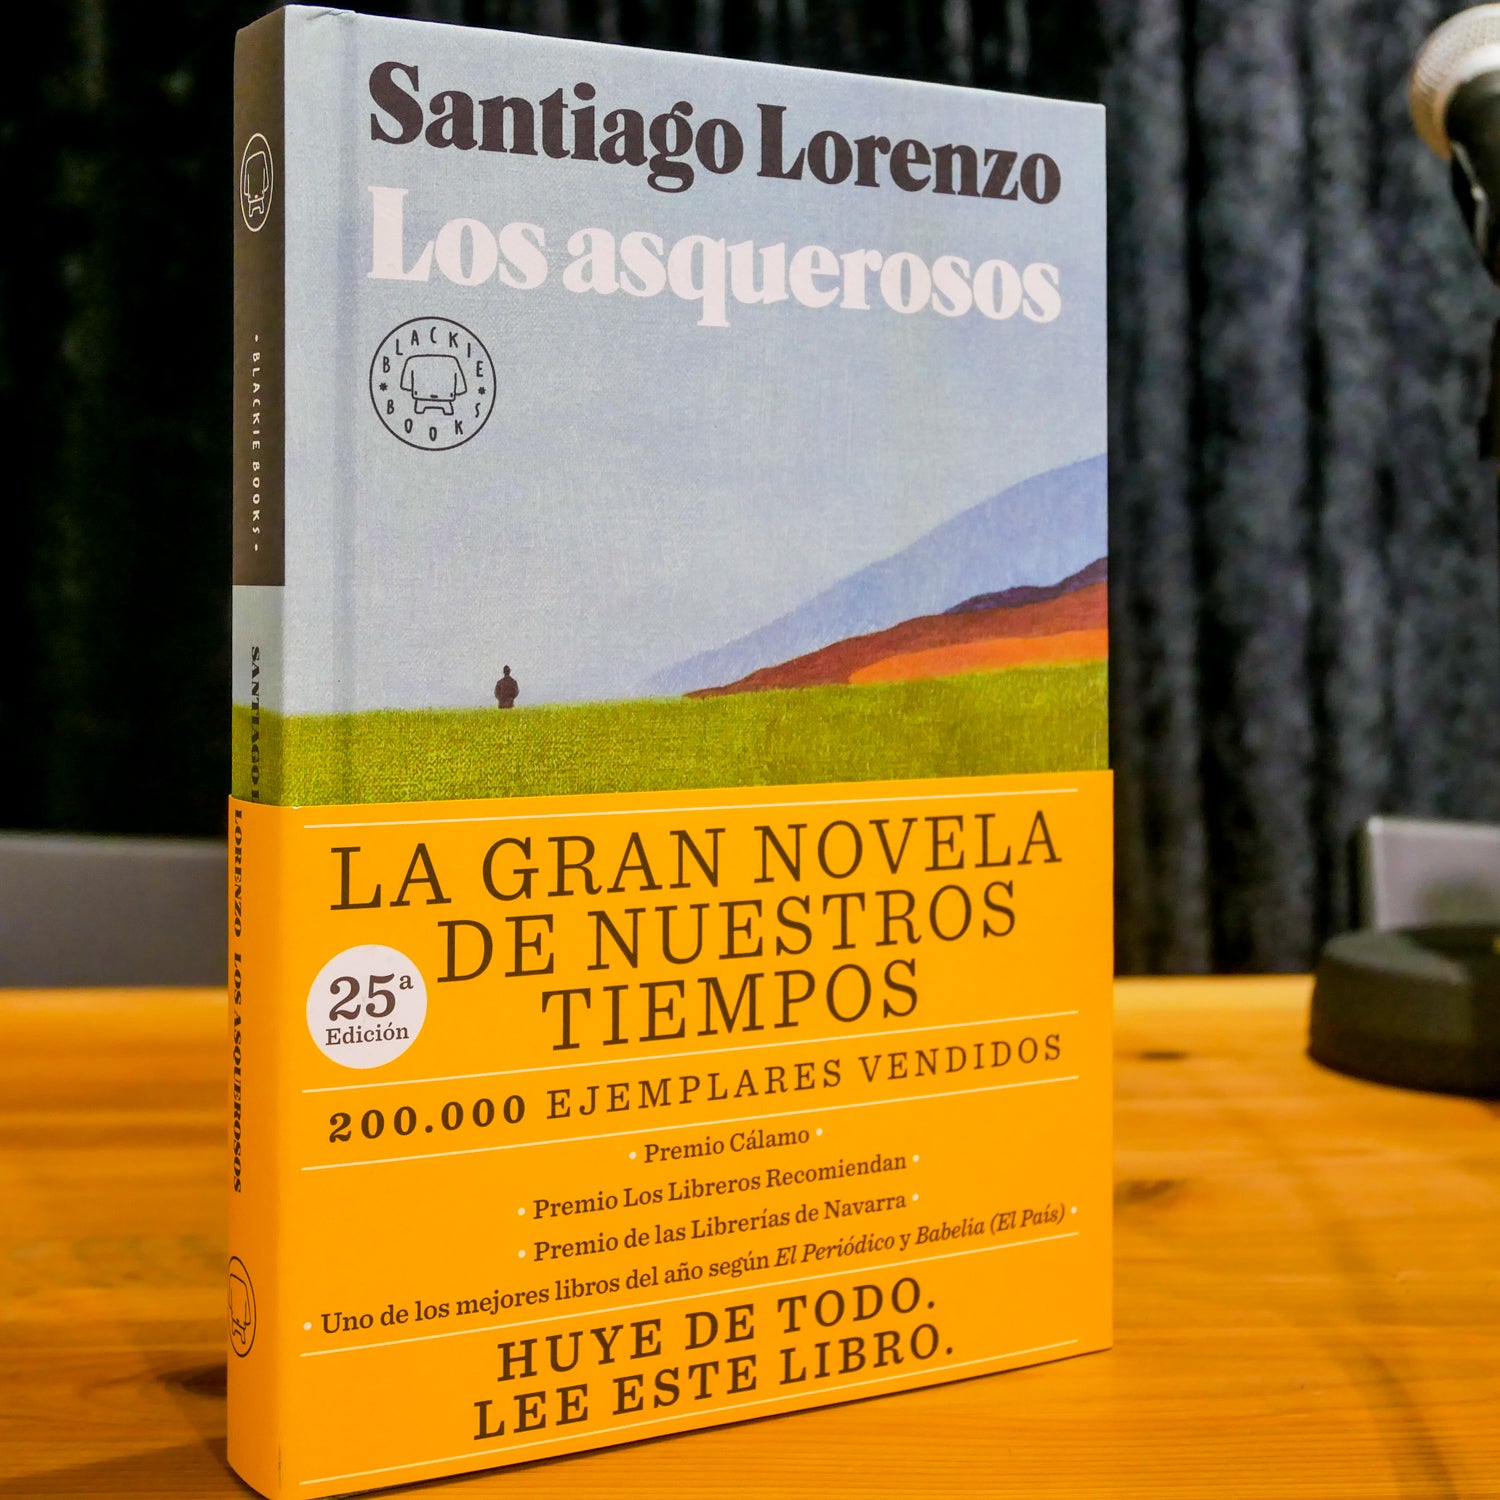 Santiago Lorenzo
Los asquerosos
BLACKIE BOOKS
LA GRAN NOVELA
DE NUESTROS
TIEMPOS
25ª
Edición
200.000 EJEMPLARES VENDIDOS
• Premio Cálamo •
• Premio Los Libreros Recomiendan •
• Premio de las Librerías de Navarra •
• Uno de los mejores libros del año según El Periódico y Babelia (El País) •
HUYE DE TODO.
LEE ESTE LIBRO.
• BLACKIE BOOKS •
SANTIAGO L
LORENZO LOS ASQUEROSOS